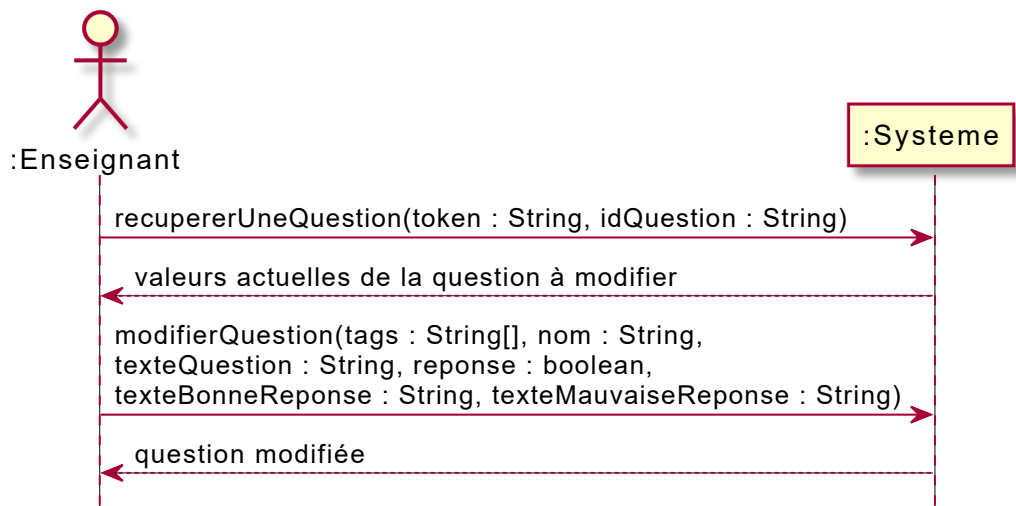 :Enseignant
:Systeme
recupererUneQuestion(token : String, idQuestion : String)
valeurs actuelles de la question à modifier
modifierQuestion(tags : String[], nom : String,
texteQuestion : String, reponse : boolean,
texteBonneReponse : String, texteMauvaiseReponse : String)
question modifiée